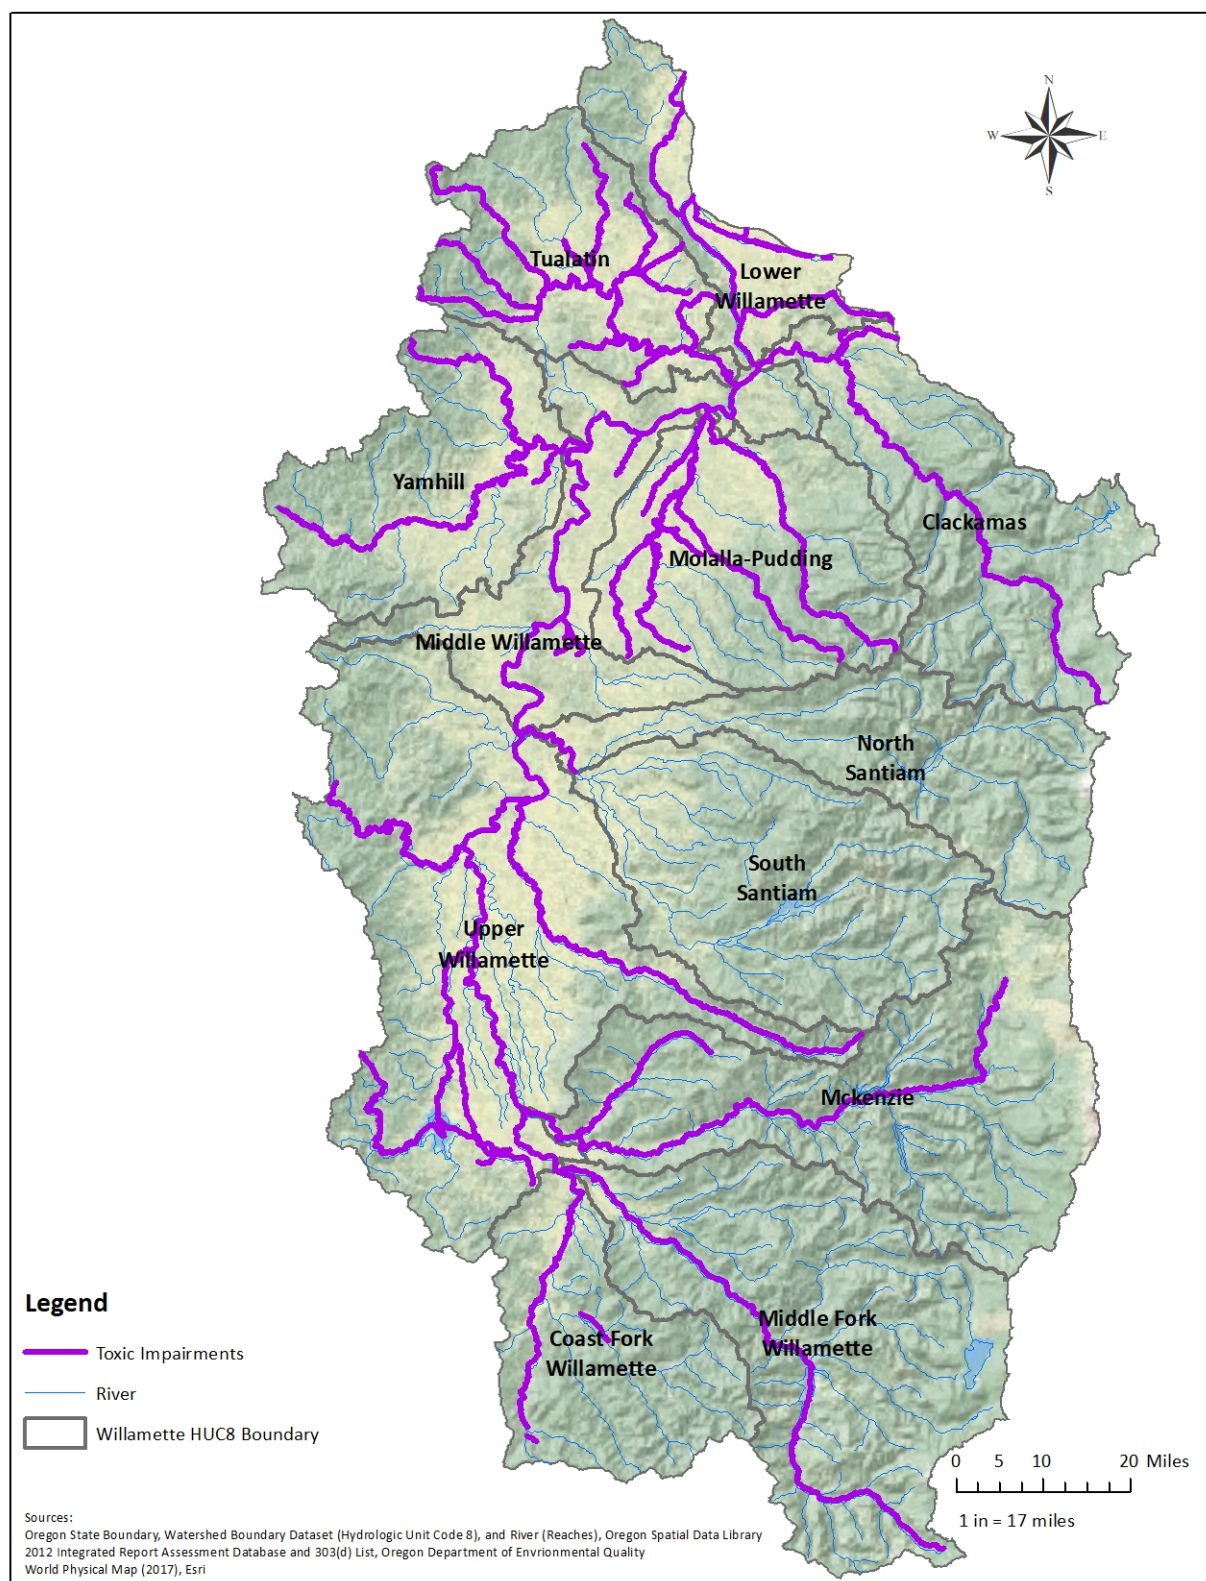 N
W
E
S
Tualatin
Lower
Willamette
Yamhill
Clackamas
Molalla-Pudding
Middle Willamette
North
Santiam
South
Santiam
Upper
Willamette
Mckenzie
Middle Fork
Willamette
Coast Fork
Willamette
Legend
Toxic Impairments
River
Willamette HUC8 Boundary
0 5 10 20 Miles
1 in = 17 miles
Sources:
Oregon State Boundary, Watershed Boundary Dataset (Hydrologic Unit Code 8), and River (Reaches), Oregon Spatial Data Library
2012 Integrated Report Assessment Database and 303(d) List, Oregon Department of Envrionmental Quality
World Physical Map (2017), Esri